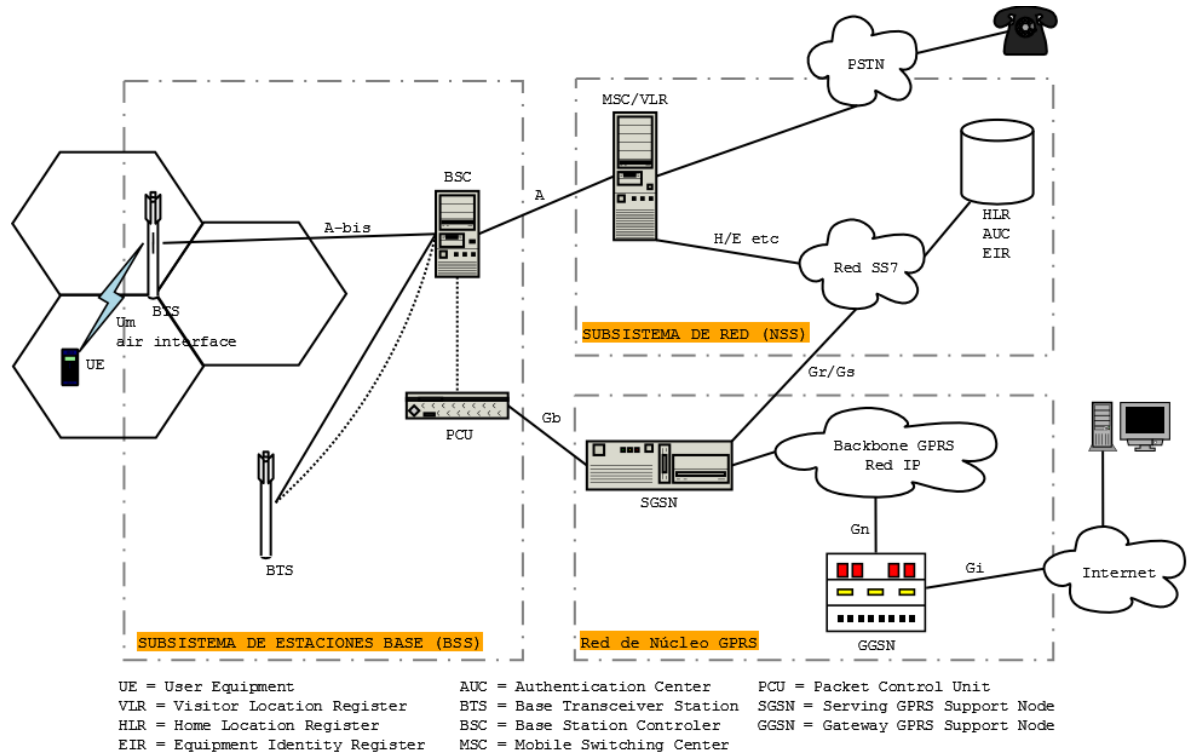 PSTN
MSC/VLR
BSC
A
A-bis
HLR
AUC
EIR
H/E etc
Red SS7
BTS
Um
air interface
UE
SUBSISTEMA DE RED (NSS)
Gr/Gs
PCU
Gb
Backbone GPRS
Red IP
SGSN
Gn
BTS
Gi
Internet
GGSN
SUBSISTEMA DE ESTACIONES BASE (BSS)
Red de Núcleo GPRS
UE = User Equipment
VLR = Visitor Location Register
HLR = Home Location Register
EIR = Equipment Identity Register
AUC = Authentication Center
BTS = Base Transceiver Station
BSC = Base Station Controler
MSC = Mobile Switching Center
PCU = Packet Control Unit
SGSN = Serving GPRS Support Node
GGSN = Gateway GPRS Support Node